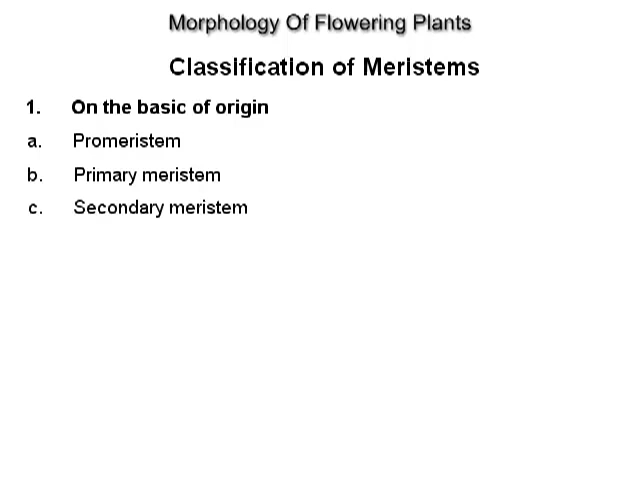 Morphology Of Flowering Plants
Classification of Meristems
1. On the basic of origin
a. Promeristem
b. Primary meristem
c. Secondary meristem